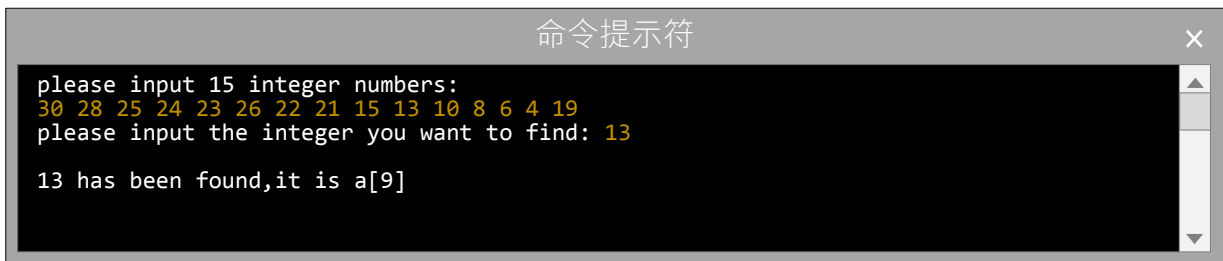 命令提示符
please input 15 integer numbers:
30 28 25 24 23 26 22 21 15 13 10 8 6 4 19
please input the integer you want to find: 13
13 has been found,it is a[9]